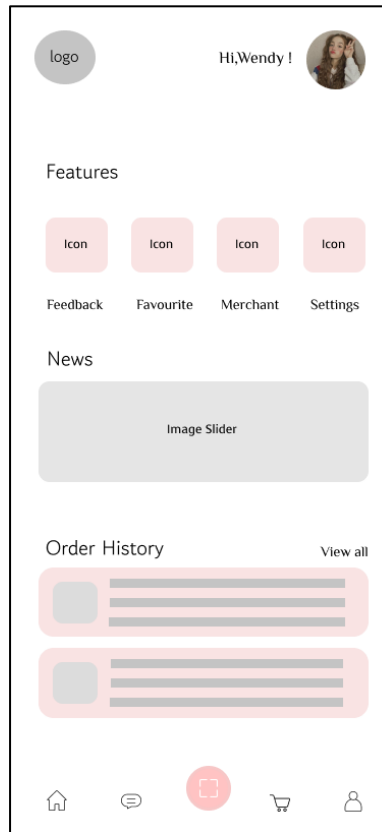 logo
Hi,Wendy !
Features
Icon Icon Icon Icon
Feedback Favourite Merchant Settings
News
Image Slider
Order History View all